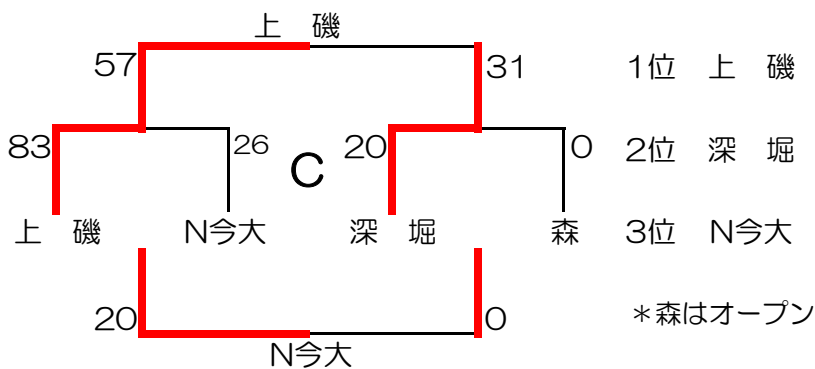 上　磯
57　31　1位　上　磯
83　26　C　20　0　2位　深　堀
上　磯　N今大　深　堀　森　3位　N今大
20　0　＊森はオープン
N今大